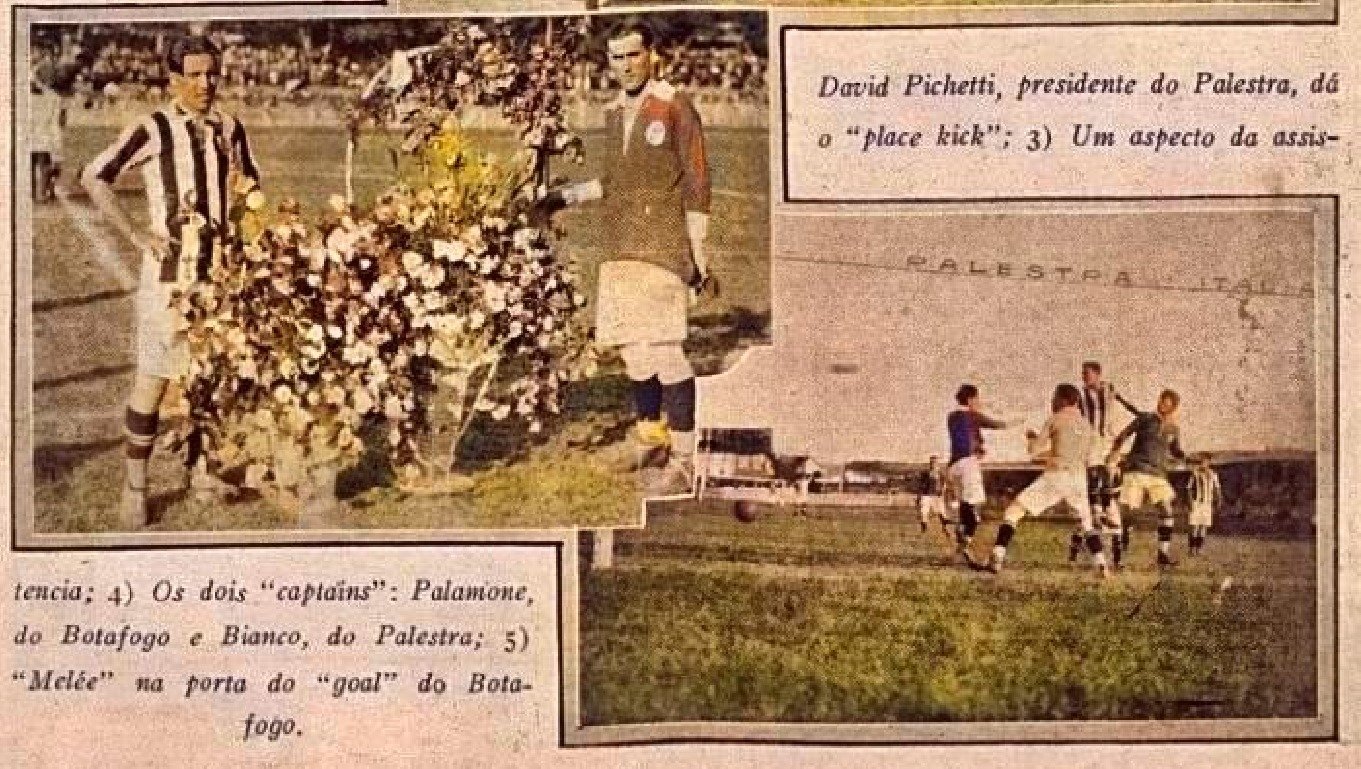 David Pichetti, presidente do Palestra, dá
o "place kick"; 3) Um aspecto da assis-
PALESTRA - ITALIA
tencia; 4) Os dois "captains": Palamone,
do Botafogo e Bianco, do Palestra; 5)
"Melée" na porta do "goal" do Bota-
fogo.